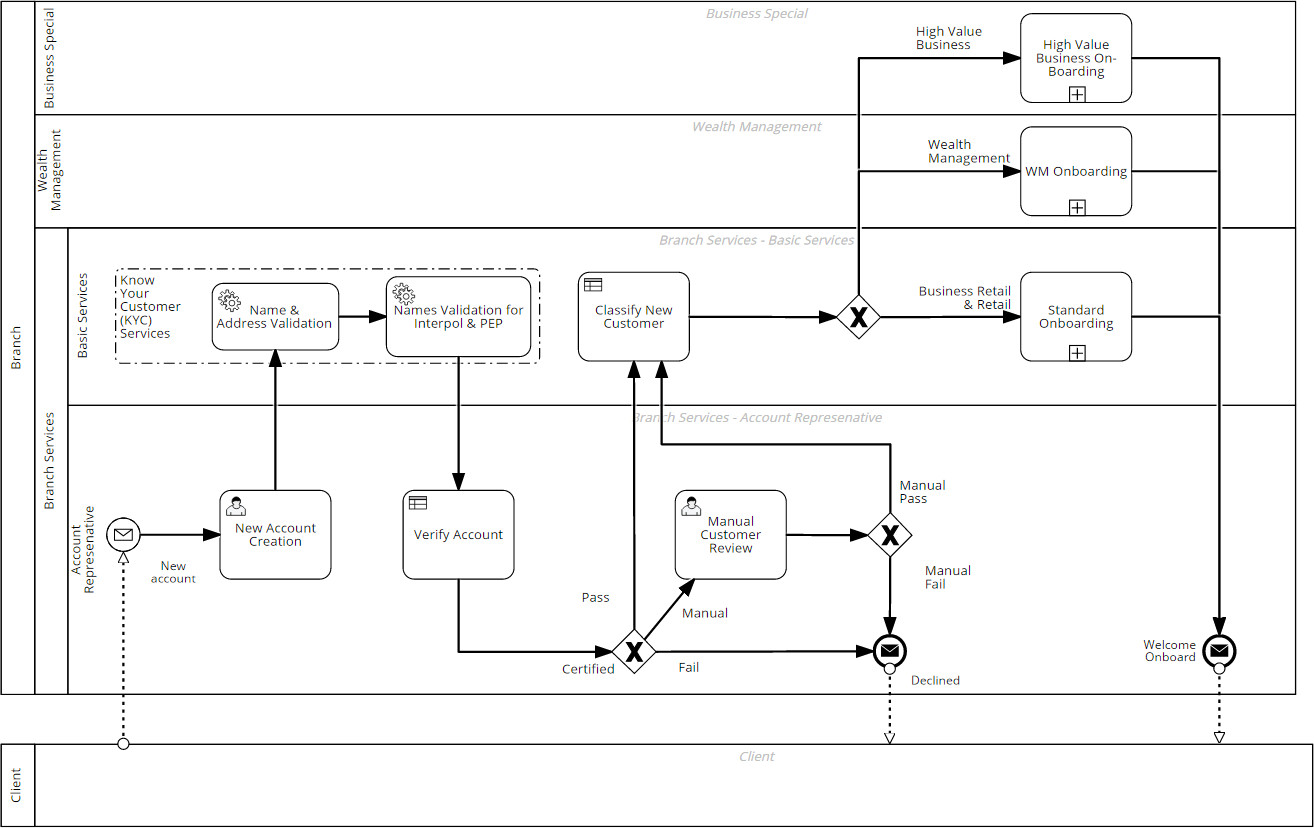 Business Special
Business Special
High Value
Business
High Value
Business On-
Boarding
Wealth
Management
Wealth Management
Wealth
Management
WM Onboarding
Branch
Branch Services
Basic Services
Branch Services - Basic Services
Know
Your
Customer
(KYC)
Services
Name &
Address Validation
Names Validation for
Interpol & PEP
Classify New
Customer
Business Retail
& Retail
Standard
Onboarding
Account
Represenative
Branch Services - Account Represenative
New
account
New Account
Creation
Verify Account
Manual
Customer
Review
Manual
Pass
Manual
Fail
Pass
Manual
Certified
Fail
Declined
Welcome
Onboard
Client
Client